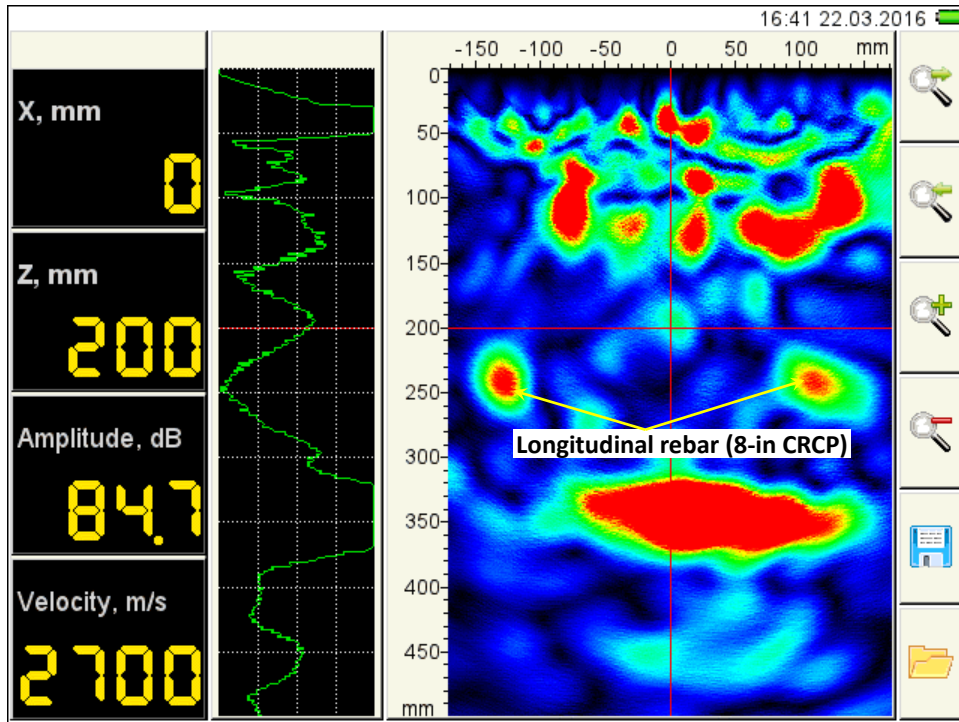 16:41 22.03.2016
X, mm
0
Z, mm
200
Amplitude, dB
84.7
Velocity, m/s
2700
-150 -100 -50 0 50 100 mm
0
50
100
150
200
250
300
350
400
450
mm
Longitudinal rebar (8-in CRCP)